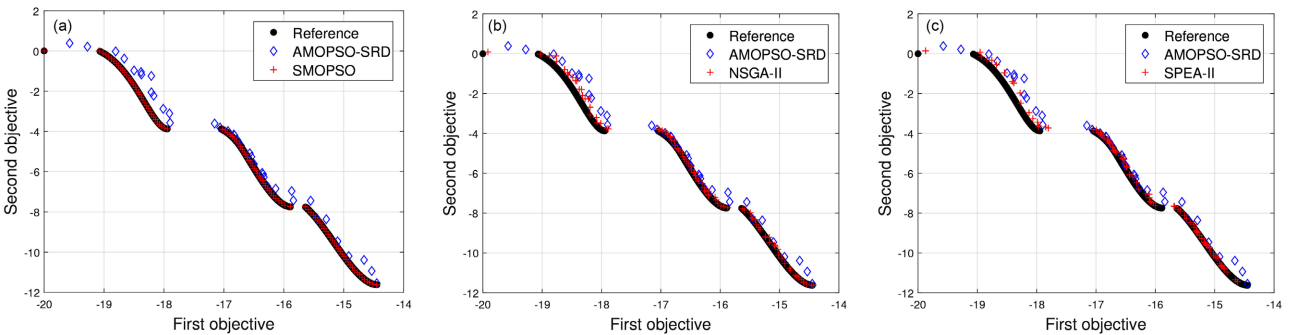 (a)
Reference
AMOPSO-SRD
SMOPSO
2
0
-2
-4
-6
-8
-10
-12
-20
-19
-18
-17
-16
-15
-14
Second objective
First objective
(b)
Reference
AMOPSO-SRD
NSGA-II
2
0
-2
-4
-6
-8
-10
-12
-20
-19
-18
-17
-16
-15
-14
Second objective
First objective
(c)
Reference
AMOPSO-SRD
SPEA-II
2
0
-2
-4
-6
-8
-10
-12
-20
-19
-18
-17
-16
-15
-14
Second objective
First objective